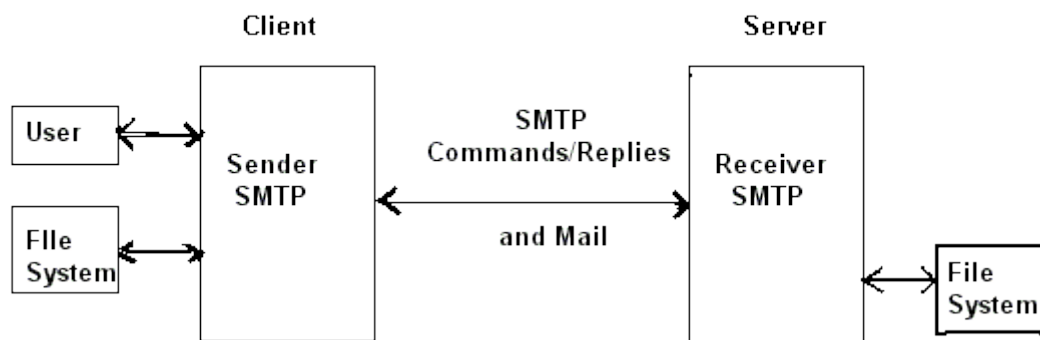 Client
Server
User
SMTP
Commands/Replies
Sender
SMTP
Receiver
SMTP
and Mail
FIle
System
File
System